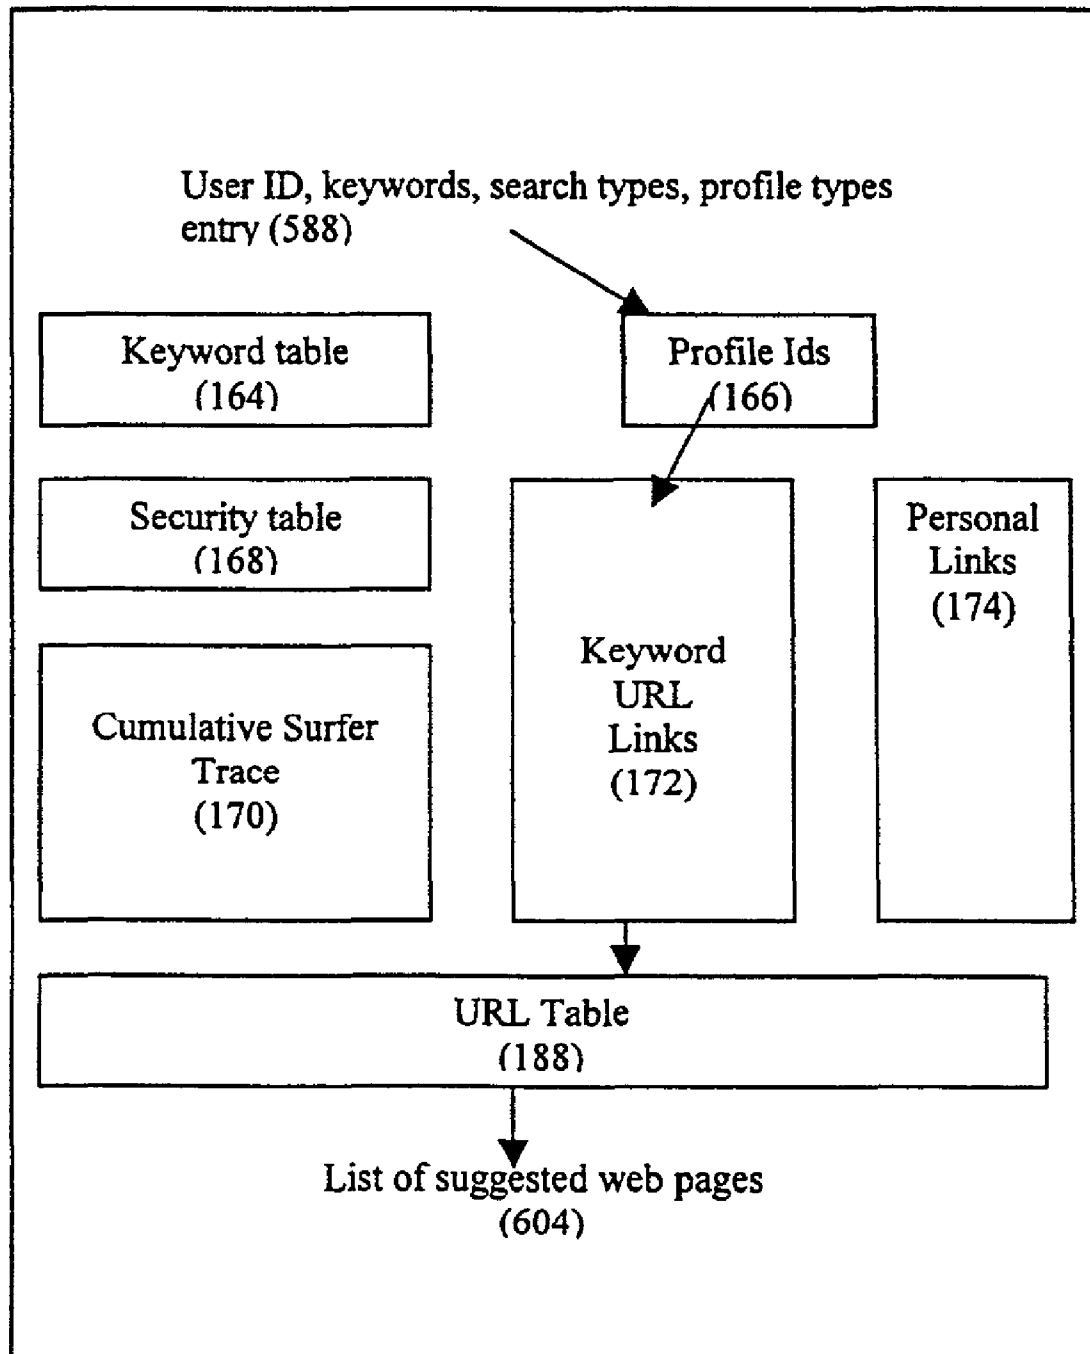 User ID, keywords, search types, profile types
entry (588)
Keyword table
(164)
Profile Ids
(166)
Security table
(168)
Personal
Links
(174)
Keyword
URL
Links
(172)
Cumulative Surfer
Trace
(170)
URL Table
(188)
List of suggested web pages
(604)